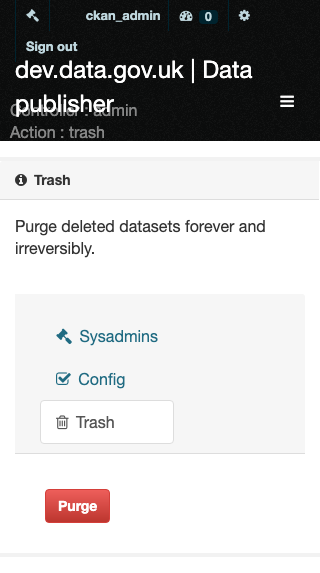 ckan_admin 0
Sign out
dev.data.gov.uk | Data
publisher
Controller : admin
Action : trash
Trash
Purge deleted datasets forever and
irreversibly.
Sysadmins
Config
Trash
Purge